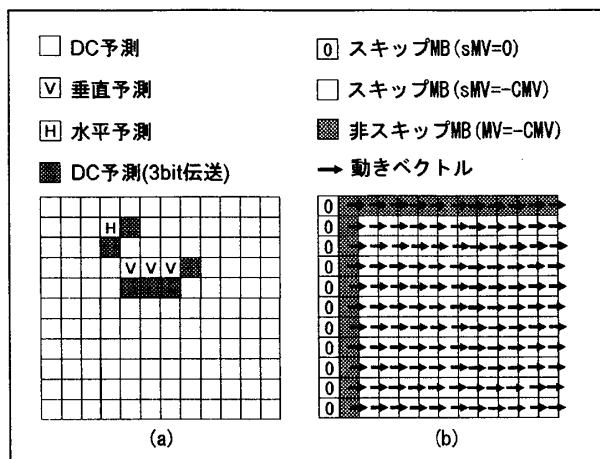 DC予測
V 垂直予測
H 水平予測
DC予測(3bit伝送)
0 スキップMB(sMV=0)
スキップMB(sMV=-CMV)
非スキップMB(MV=-CMV)
動きベクトル
H
V V V
(a)
0
0
0
0
0
0
0
0
0
0
0
(b)